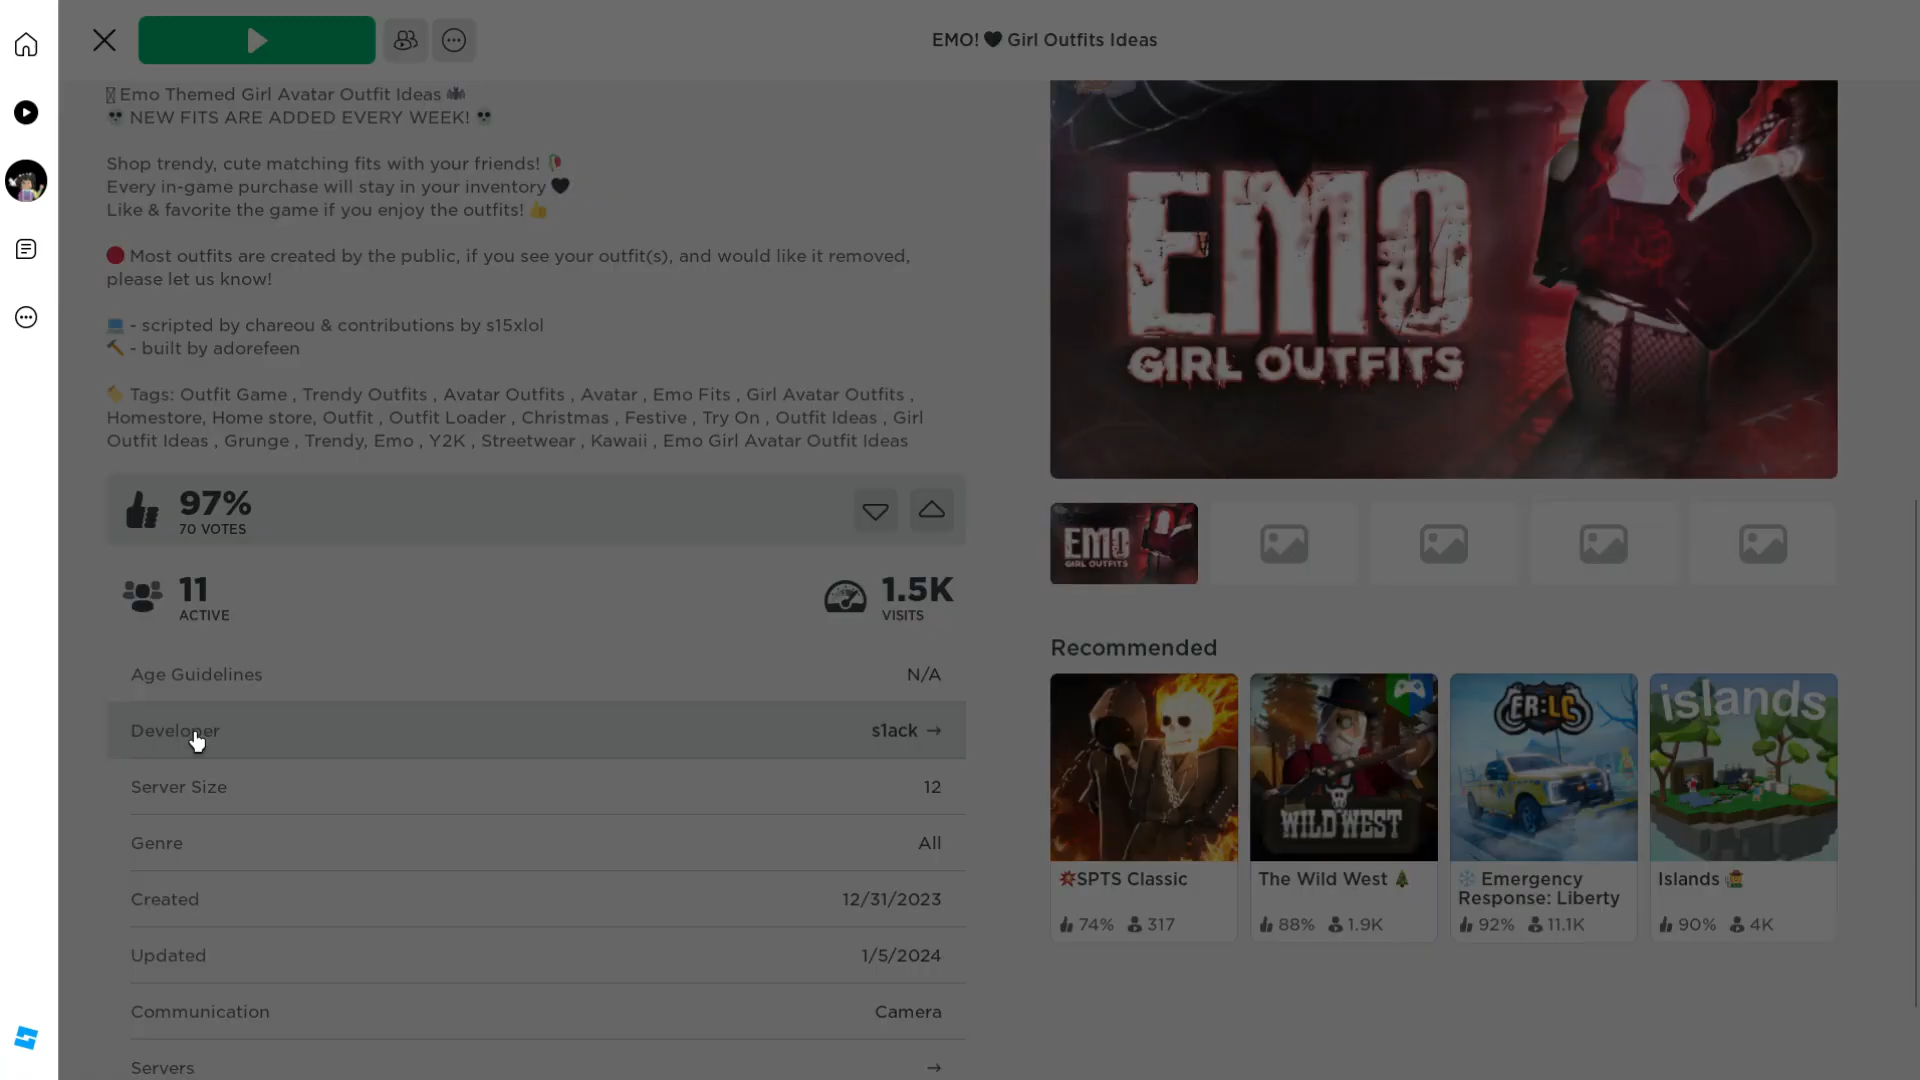 EMO! 🖤 Girl Outfits Ideas
Emo Themed Girl Avatar Outfit Ideas 🦇
💀 NEW FITS ARE ADDED EVERY WEEK! 💀
Shop trendy, cute matching fits with your friends! 🥀
Every in-game purchase will stay in your inventory 🖤
Like & favorite the game if you enjoy the outfits! 👍
🔴 Most outfits are created by the public, if you see your outfit(s), and would like it removed,
please let us know!
💻 - scripted by chareou & contributions by s15xlol
🔨 - built by adorefeen
🏷️ Tags: Outfit Game , Trendy Outfits , Avatar Outfits , Avatar , Emo Fits , Girl Avatar Outfits ,
Homestore, Home store, Outfit , Outfit Loader , Christmas , Festive , Try On , Outfit Ideas , Girl
Outfit Ideas , Grunge , Trendy, Emo , Y2K , Streetwear , Kawaii , Emo Girl Avatar Outfit Ideas
97%
70 VOTES
11
ACTIVE
1.5K
VISITS
Age Guidelines N/A
Developer s1ack →
Server Size 12
Genre All
Created 12/31/2023
Updated 1/5/2024
Communication Camera
Servers →
EMO
GIRL OUTFITS
EMO
GIRL OUTFITS
Recommended
WILD WEST
ER:LC
islands
💥SPTS Classic
74% 317
The Wild West 🌲
88% 1.9K
❄️ Emergency
Response: Liberty
92% 11.1K
Islands 🤠
90% 4K